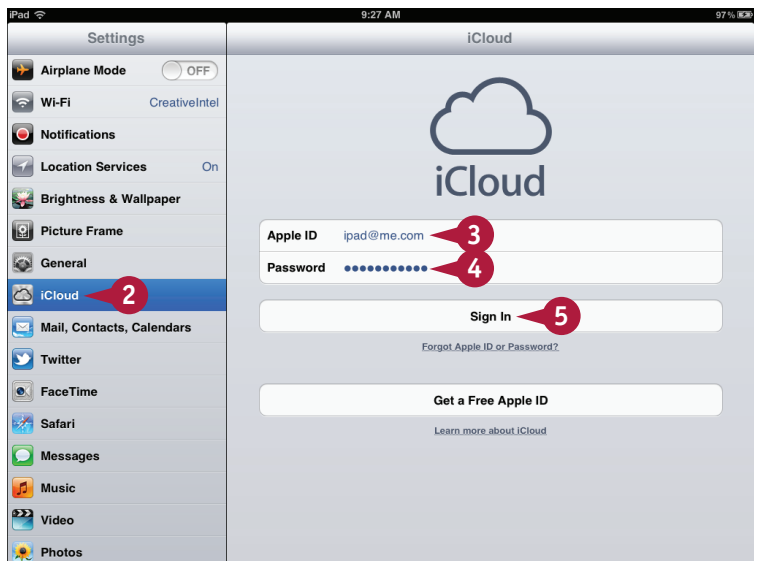 iPad 9:27 AM 97%
Settings
Airplane Mode OFF
Wi-Fi CreativeIntel
Notifications
Location Services On
Brightness & Wallpaper
Picture Frame
General
iCloud 2
Mail, Contacts, Calendars
Twitter
FaceTime
Safari
Messages
Music
Video
Photos
iCloud
iCloud
Apple ID ipad@me.com 3
Password ●●●●●●●●●●● 4
Sign In 5
Forgot Apple ID or Password?
Get a Free Apple ID
Learn more about iCloud